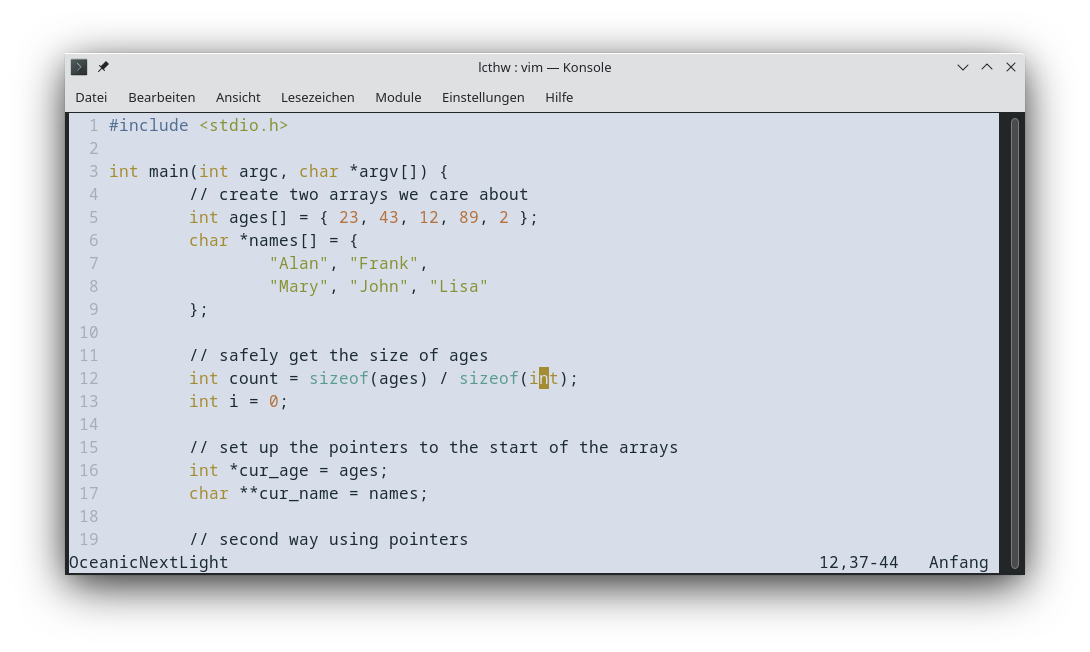 lcthw : vim — Konsole
Datei Bearbeiten Ansicht Lesezeichen Module Einstellungen Hilfe
1 #include <stdio.h>
2
3 int main(int argc, char *argv[]) {
4         // create two arrays we care about
5         int ages[] = { 23, 43, 12, 89, 2 };
6         char *names[] = {
7                 "Alan", "Frank",
8                 "Mary", "John", "Lisa"
9         };
10
11         // safely get the size of ages
12         int count = sizeof(ages) / sizeof(int);
13         int i = 0;
14
15         // set up the pointers to the start of the arrays
16         int *cur_age = ages;
17         char **cur_name = names;
18
19         // second way using pointers
OceanicNextLight 12,37-44 Anfang